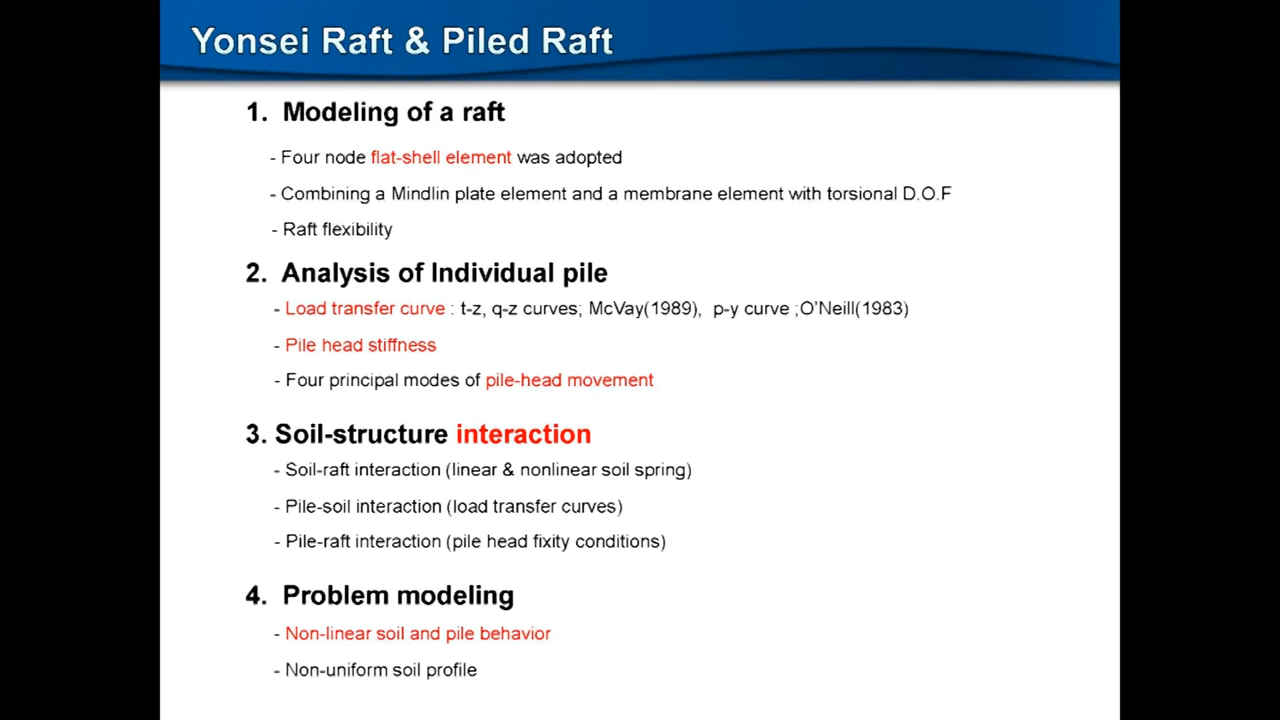 Yonsei Raft & Piled Raft
1. Modeling of a raft
- Four node flat-shell element was adopted
- Combining a Mindlin plate element and a membrane element with torsional D.O.F
- Raft flexibility
2. Analysis of Individual pile
- Load transfer curve : t-z, q-z curves; McVay(1989), p-y curve ;O'Neill(1983)
- Pile head stiffness
- Four principal modes of pile-head movement
3. Soil-structure interaction
- Soil-raft interaction (linear & nonlinear soil spring)
- Pile-soil interaction (load transfer curves)
- Pile-raft interaction (pile head fixity conditions)
4. Problem modeling
- Non-linear soil and pile behavior
- Non-uniform soil profile